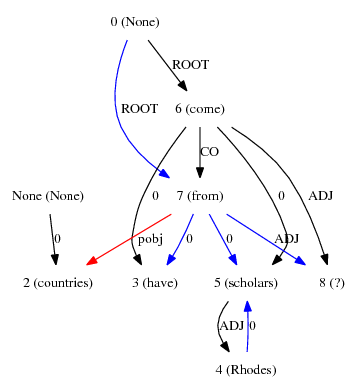 0 (None)
ROOT
ROOT 6 (come)
CO
None (None) 0 7 (from) 0 ADJ
0 pobj 0 0 ADJ
2 (countries) 3 (have) 5 (scholars) 8 (?)
ADJ 0
4 (Rhodes)